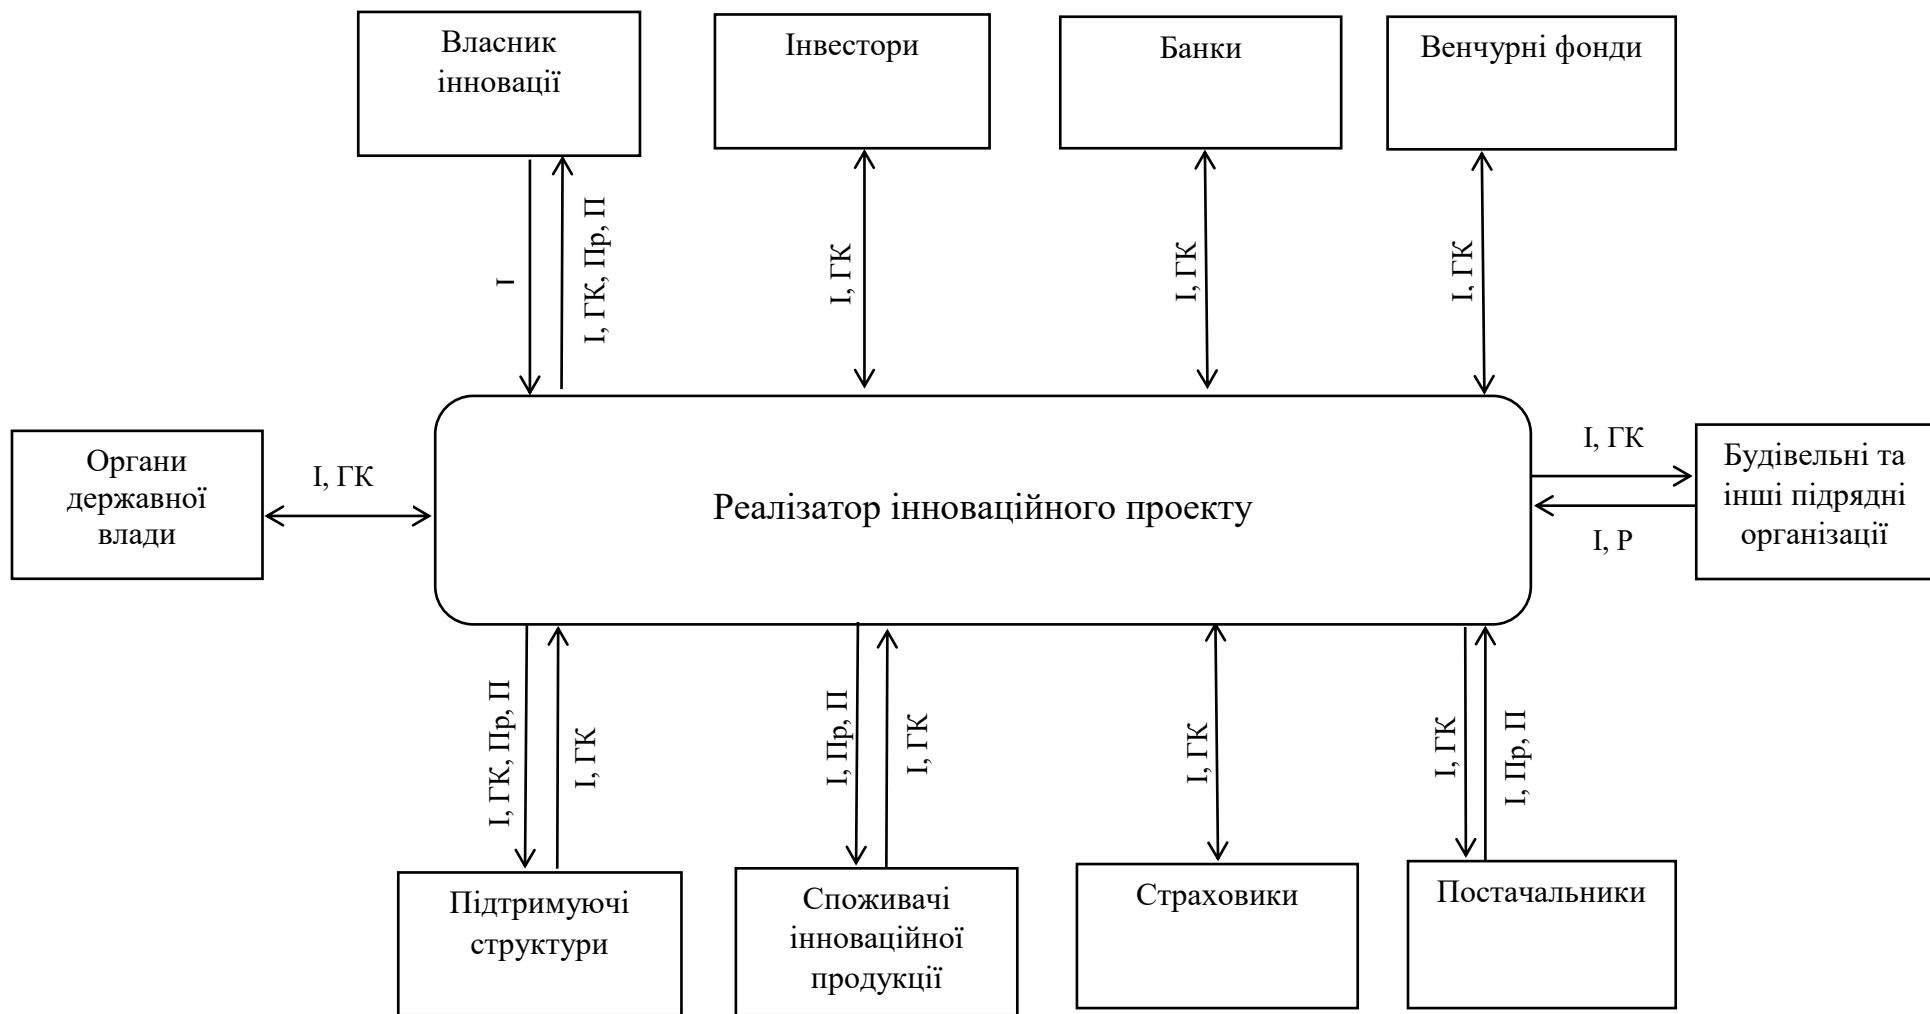 Власник
інновації
Інвестори
Банки
Венчурні фонди
І
І, ГК, Пр, П
І, ГК
І, ГК
І, ГК
Органи
державної
влади
І, ГК
Реалізатор інноваційного проекту
І, ГК
І, Р
Будівельні та
інші підрядні
організації
І, ГК, Пр, П
І, ГК
І, Пр, П
І, ГК
І, ГК
І, ГК
І, Пр, П
Підтримуючі
структури
Споживачі
інноваційної
продукції
Страховики
Постачальники